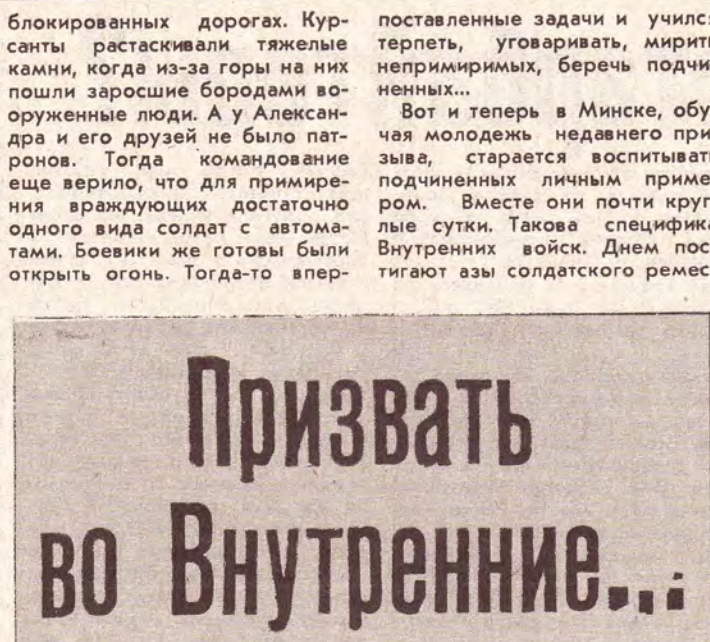 блокированных дорогах. Кур-
санты растаскивали тяжелые
камни, когда из-за горы на них
пошли заросшие бородами во-
оруженные люди. А у Алексан-
дра и его друзей не было пат-
ронов. Тогда командование
еще верило, что для примире-
ния враждующих достаточно
одного вида солдат с автома-
тами. Боевики же готовы были
открыть огонь. Тогда-то впер-
поставленные задачи и училс
терпеть, уговаривать, мирит
непримиримых, беречь подчи
ненных...
Вот и теперь в Минске, обу
чая молодежь недавнего при
зыва, старается воспитыват
подчиненных личным приме
ром. Вместе они почти круг
лые сутки. Такова специфика
Внутренних войск. Днем пос
тигают азы солдатского ремес
Призвать
во Внутренние...